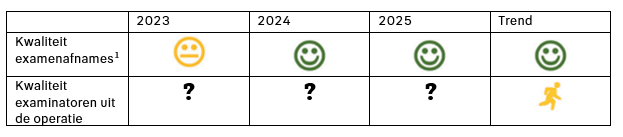 2023 2024 2025 Trend
Kwaliteit
examenafnames¹
Kwaliteit
examinatoren uit
de operatie
? ? ?